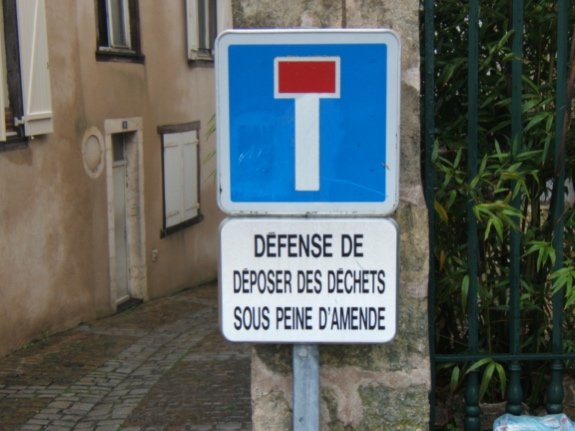 DÉFENSE DE
DÉPOSER DES DÉCHETS
SOUS PEINE D'AMENDE